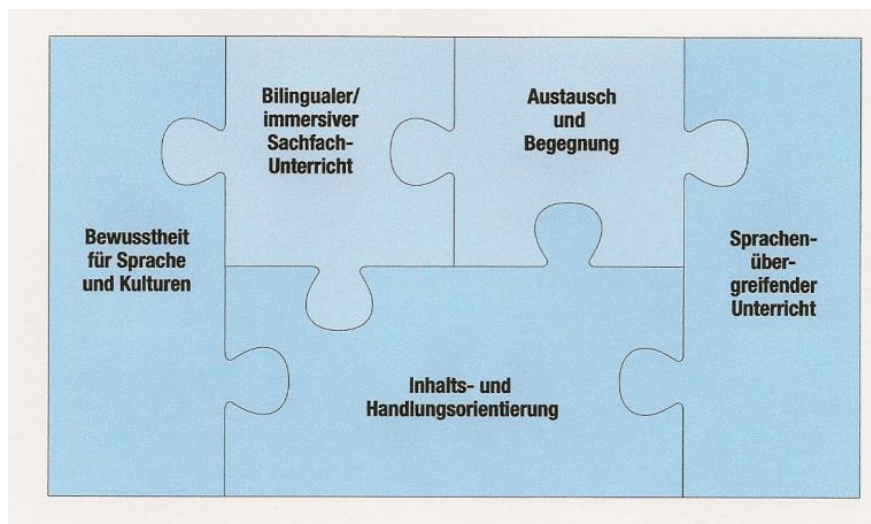 Bilingualer/
immersiver
Sachfach-
Unterricht
Austausch
und
Begegnung
Bewusstheit
für Sprache
und Kulturen
Sprachen-
über-
greifender
Unterricht
Inhalts- und
Handlungsorientierung